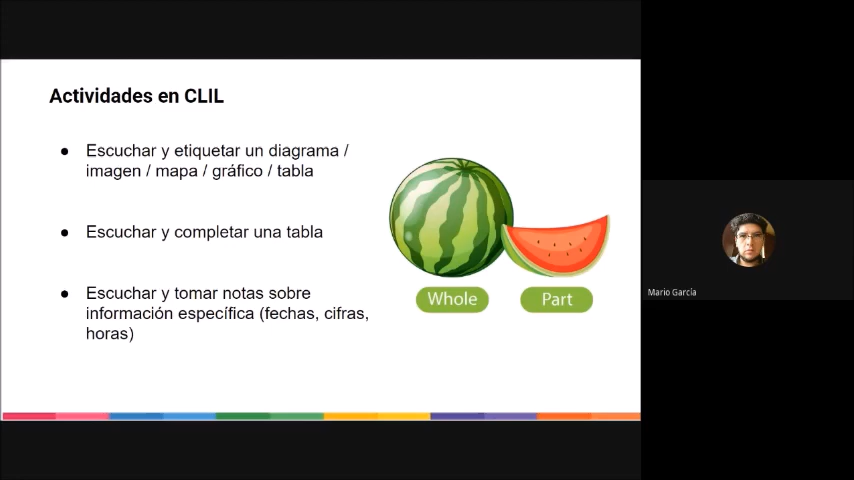 Actividades en CLIL
● Escuchar y etiquetar un diagrama /
imagen / mapa / gráfico / tabla
● Escuchar y completar una tabla
● Escuchar y tomar notas sobre
información específica (fechas, cifras,
horas)
Whole
Part
Mario García